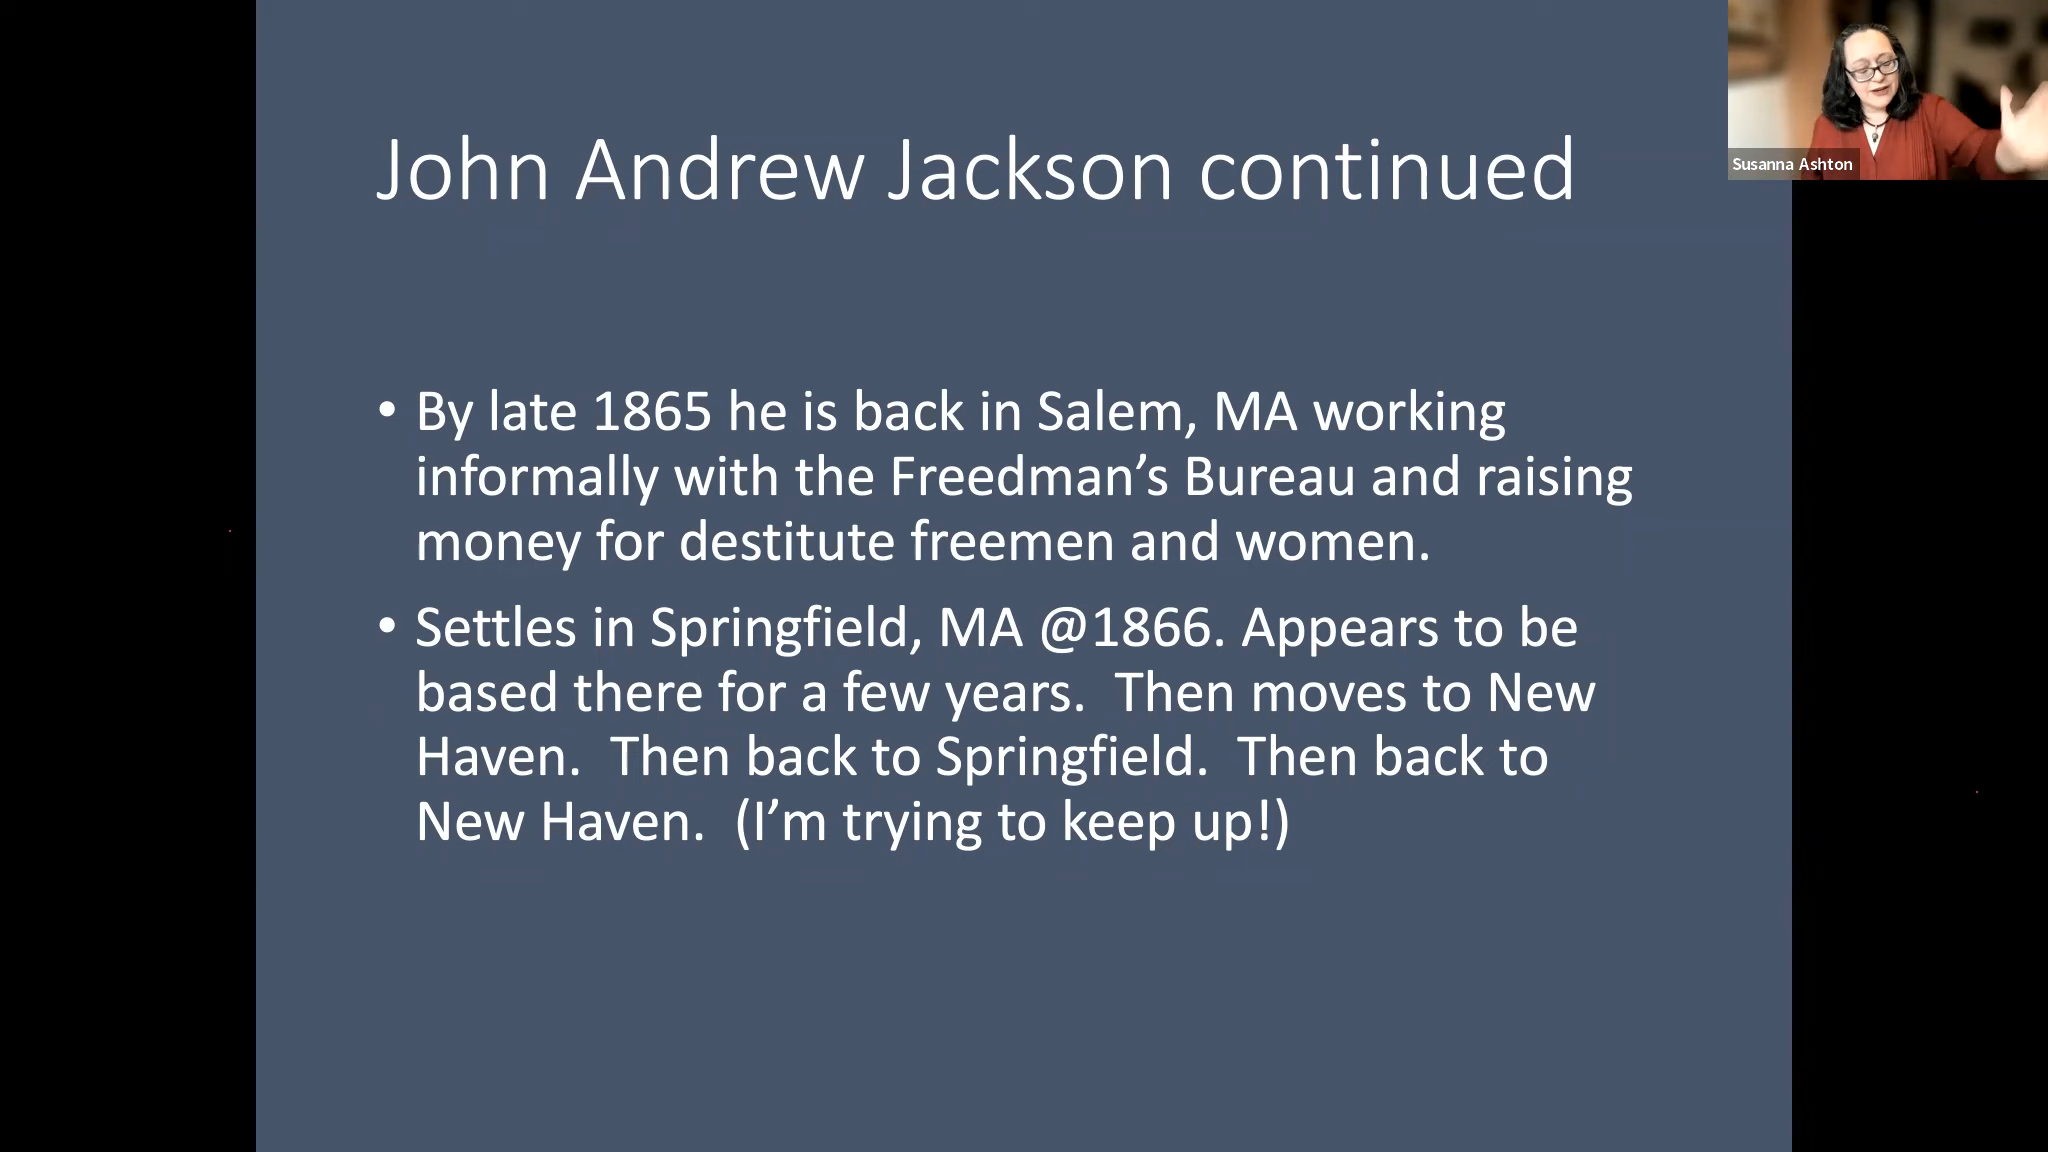 John Andrew Jackson continued
Susanna Ashton
• By late 1865 he is back in Salem, MA working
informally with the Freedman’s Bureau and raising
money for destitute freemen and women.
• Settles in Springfield, MA @1866. Appears to be
based there for a few years.  Then moves to New
Haven.  Then back to Springfield.  Then back to
New Haven.  (I’m trying to keep up!)